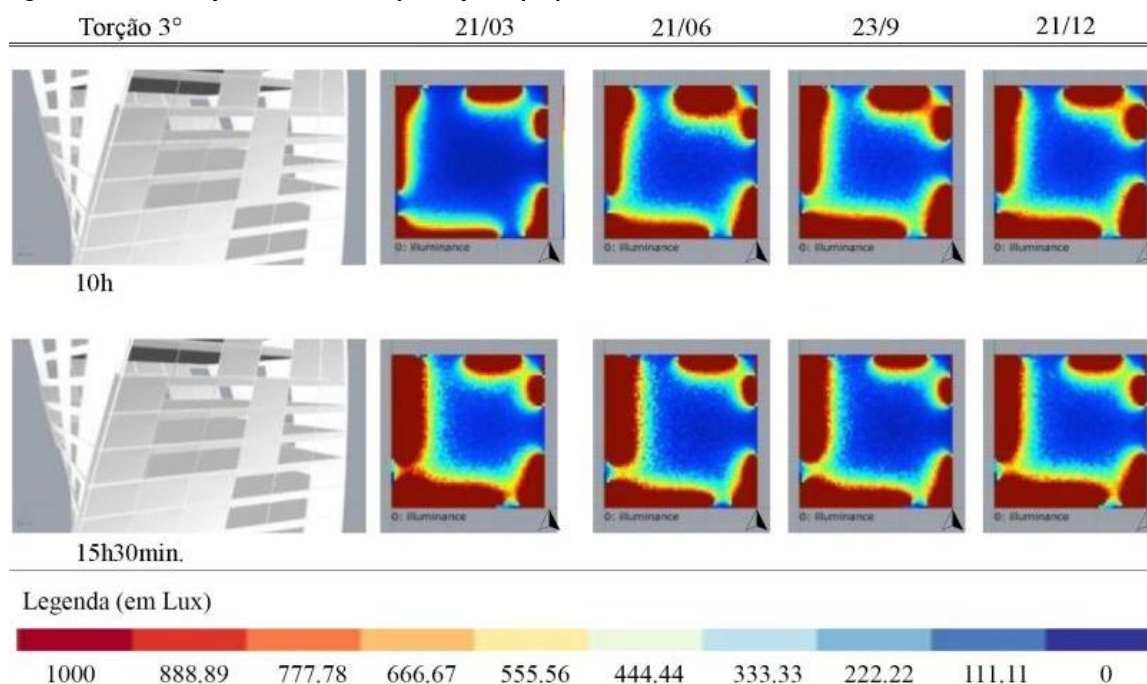 Torção 3° 21/03 21/06 23/9 21/12
0: Illuminance 0: Illuminance 0: Illuminance 0: Illuminance
10h
0: Illuminance 0: Illuminance 0: Illuminance 0: Illuminance
15h30min.
Legenda (em Lux)
1000 888.89 777.78 666.67 555.56 444.44 333.33 222.22 111.11 0